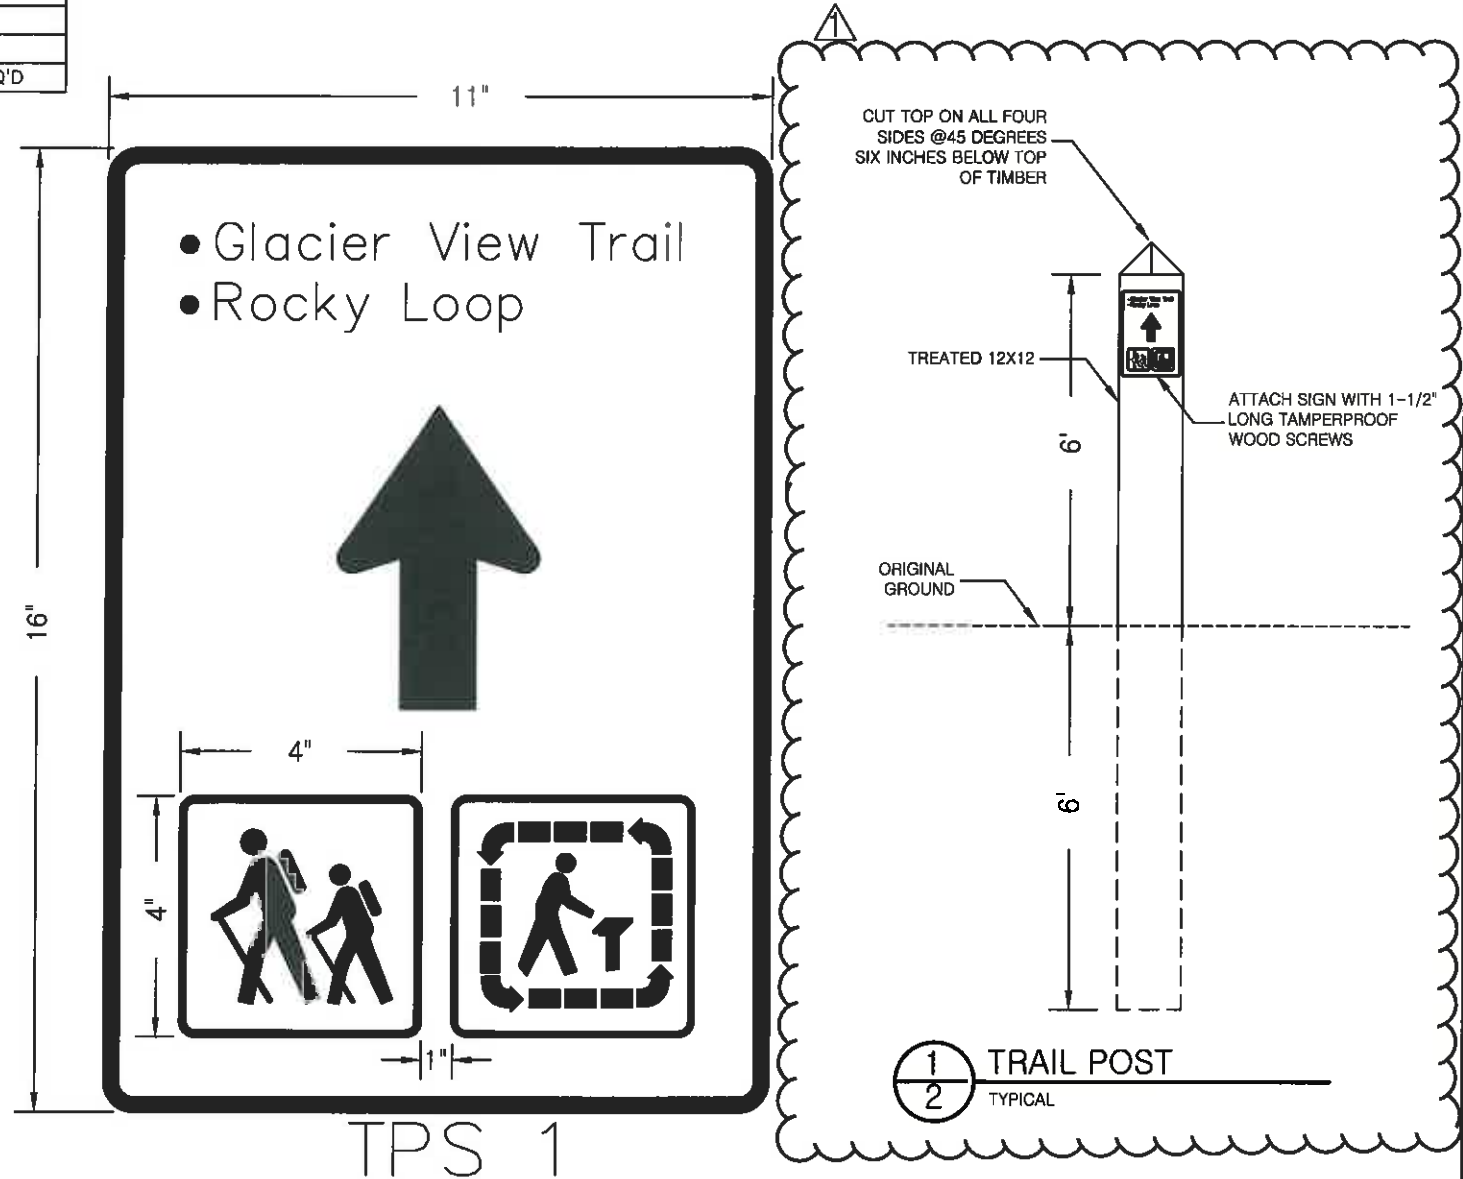 Q'D
11"
16"
• Glacier View Trail
• Rocky Loop
4"
4"
1"
TPS 1
1
CUT TOP ON ALL FOUR
SIDES @45 DEGREES
SIX INCHES BELOW TOP
OF TIMBER
TREATED 12X12
6'
ATTACH SIGN WITH 1-1/2"
LONG TAMPERPROOF
WOOD SCREWS
ORIGINAL
GROUND
6'
1
2
TRAIL POST
TYPICAL